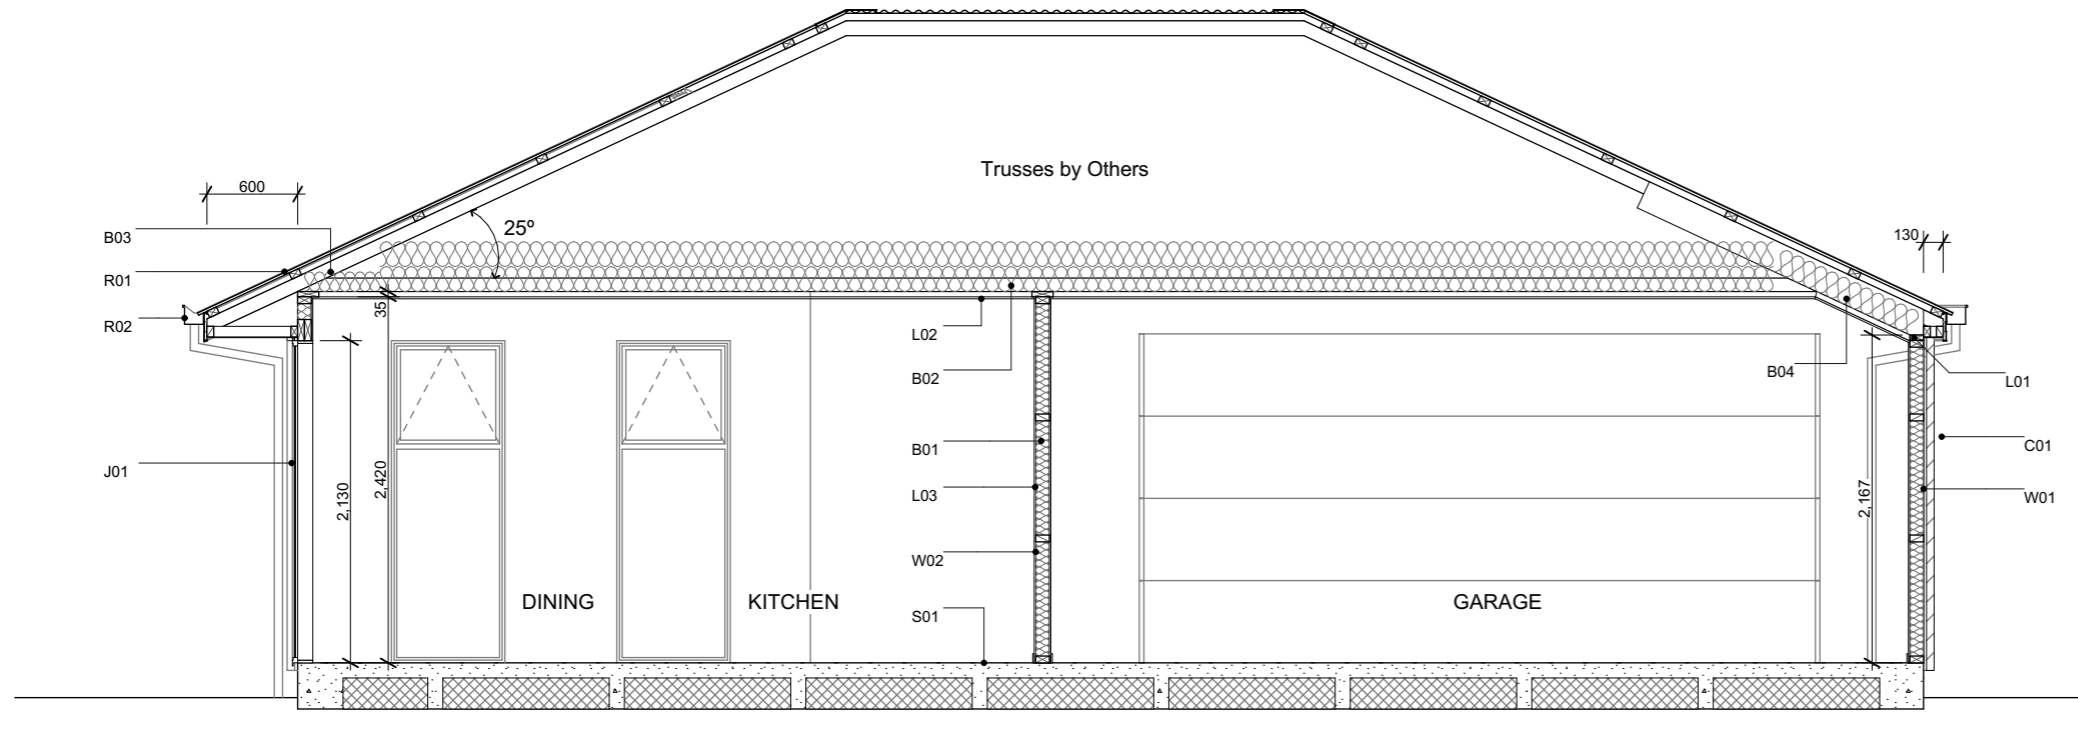 Trusses by Others
600
25º
B03
130
R01
35
R02
L02
B02
B04
L01
B01
C01
J01
2,130
2,420
L03
2,167
W01
W02
DINING
KITCHEN
GARAGE
S01